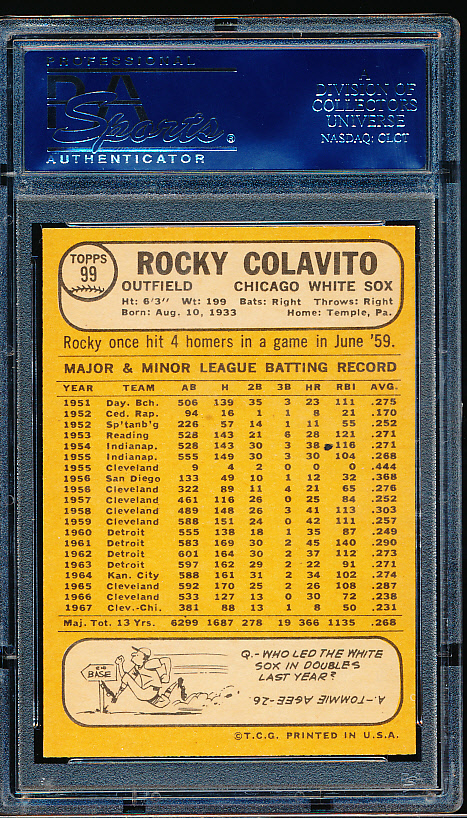 PROFESSIONAL
PSA
Sports®
AUTHENTICATOR
A
DIVISION OF
COLLECTORS
UNIVERSE
NASDAQ: CLCT
TOPPS
99
ROCKY COLAVITO
OUTFIELD CHICAGO WHITE SOX
Ht: 6'3" Wt: 199 Bats: Right Throws: Right
Born: Aug. 10, 1933 Home: Temple, Pa.
Rocky once hit 4 homers in a game in June '59.
MAJOR & MINOR LEAGUE BATTING RECORD
YEAR TEAM AB H 2B 3B HR RBI AVG.
1951 Day. Bch. 506 139 35 3 23 111 .275
1952 Ced. Rap. 94 16 1 1 8 21 .170
1952 Sp'tanb'g 226 57 14 1 11 55 .252
1953 Reading 528 143 21 6 28 121 .271
1954 Indianap. 528 143 30 3 38 116 .271
1955 Indianap. 555 149 30 3 30 104 .268
1955 Cleveland 9 4 2 0 0 0 .444
1956 San Diego 133 49 10 1 12 32 .368
1956 Cleveland 322 89 11 4 21 65 .276
1957 Cleveland 461 116 26 0 25 84 .252
1958 Cleveland 489 148 26 3 41 113 .303
1959 Cleveland 588 151 24 0 42 111 .257
1960 Detroit 555 138 18 1 35 87 .249
1961 Detroit 583 169 30 2 45 140 .290
1962 Detroit 601 164 30 2 37 112 .273
1963 Detroit 597 162 29 2 22 91 .271
1964 Kan. City 588 161 31 2 34 102 .274
1965 Cleveland 592 170 25 2 26 108 .287
1966 Cleveland 533 127 13 0 30 72 .238
1967 Clev.-Chi. 381 88 13 1 8 50 .231
Maj. Tot. 13 Yrs. 6299 1687 278 19 366 1135 .268
2ND
BASE
Q.-WHO LED THE WHITE
SOX IN DOUBLES
LAST YEAR?
A.-TOMMIE AGEE-26.
©T.C.G. PRINTED IN U.S.A.